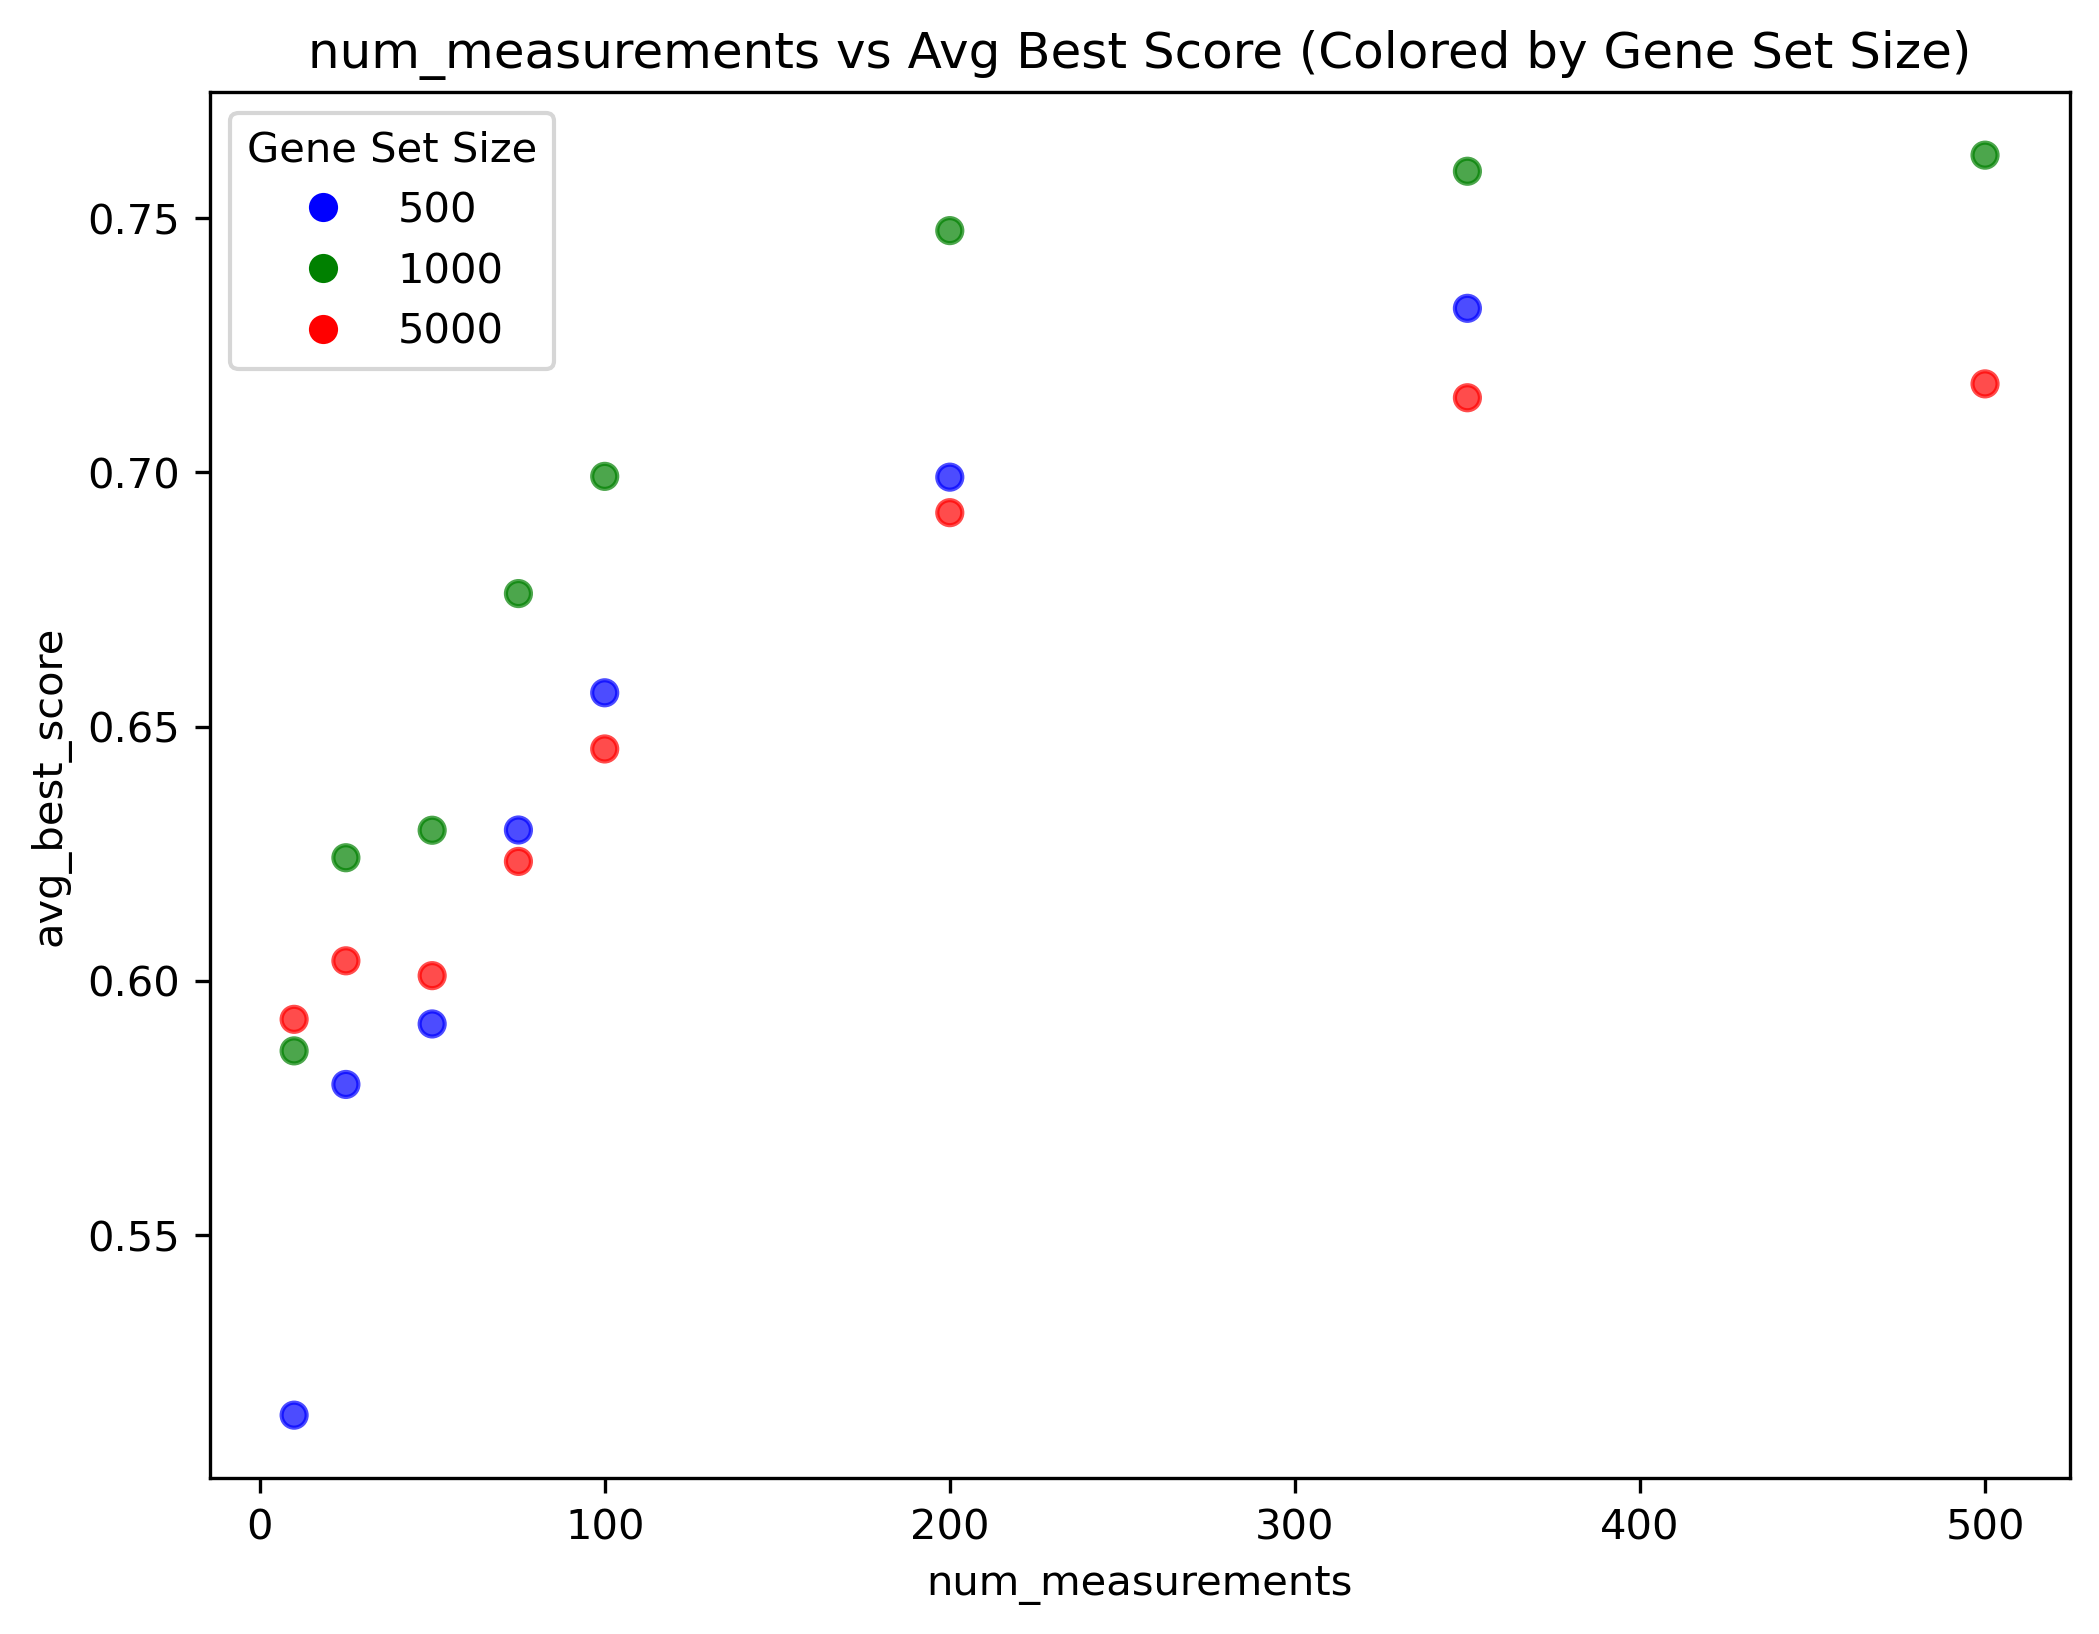 num_measurements vs Avg Best Score (Colored by Gene Set Size)
Gene Set Size
500
1000
5000
avg_best_score
0.75
0.70
0.65
0.60
0.55
0 100 200 300 400 500
num_measurements